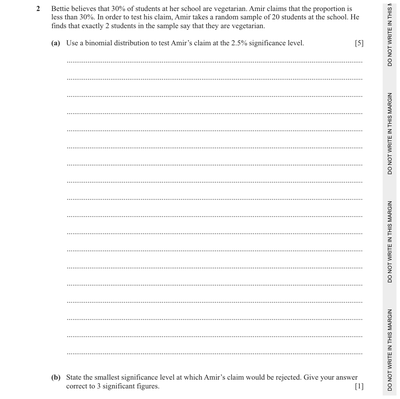 2 Bettie believes that 30% of students at her school are vegetarian. Amir claims that the proportion is
less than 30%. In order to test his claim, Amir takes a random sample of 20 students at the school. He
finds that exactly 2 students in the sample say that they are vegetarian.
(a) Use a binomial distribution to test Amir's claim at the 2.5% significance level. [5]
(b) State the smallest significance level at which Amir's claim would be rejected. Give your answer
correct to 3 significant figures. [1]
DO NOT WRITE IN THIS M
DO NOT WRITE IN THIS MARGIN
DO NOT WRITE IN THIS MARGIN
DO NOT WRITE IN THIS MARGIN